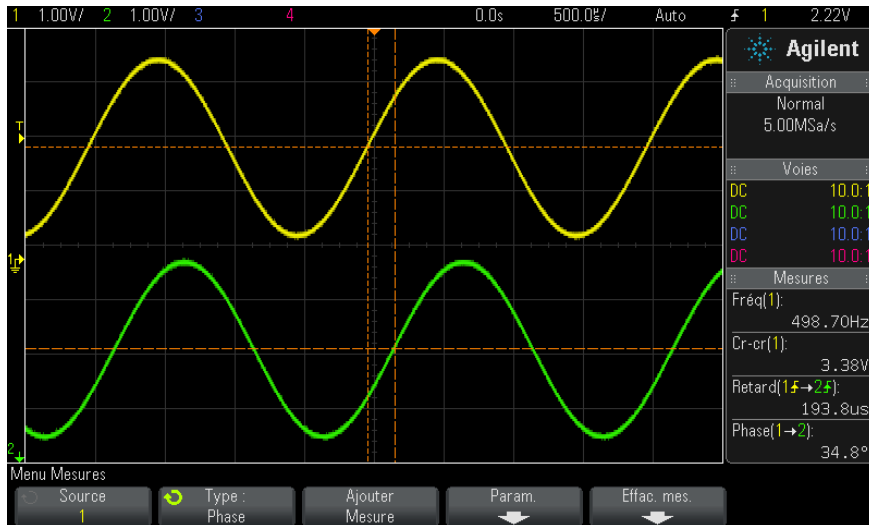 1 1.00V/ 2 1.00V/ 3 4 0.0s 500.0 s/ Auto 1 2.22V
Agilent
Acquisition
Normal
5.00MSa/s
Voies
DC 10.0:1
DC 10.0:1
DC 10.0:1
DC 10.0:1
Mesures
Fréq(1):
498.70Hz
Cr-cr(1):
3.38V
Retard(1→2):
193.8us
Phase(1→2):
34.8°
T
1
2
Menu Mesures
Source
1
Type :
Phase
Ajouter
Mesure
Param.
Effac. mes.